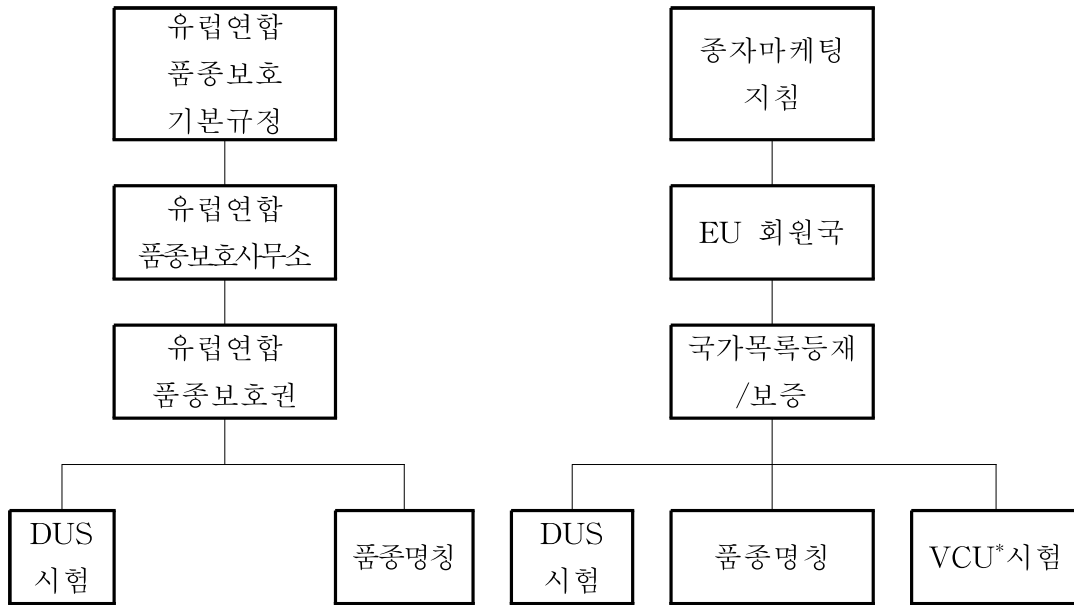 유럽연합
품종보호
기본규정
종자마케팅
지침
유럽연합
품종보호사무소
EU 회원국
유럽연합
품종보호권
국가목록등재
/보증
DUS
시험
품종명칭
DUS
시험
품종명칭
VCU*시험